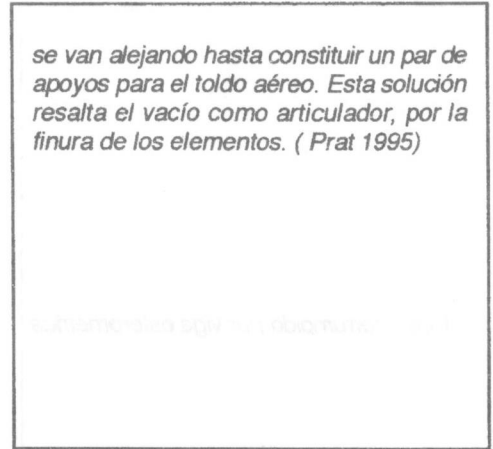 se van alejando hasta constituir un par de
apoyos para el toldo aéreo. Esta solución
resalta el vacío como articulador, por la
finura de los elementos. ( Prat 1995)